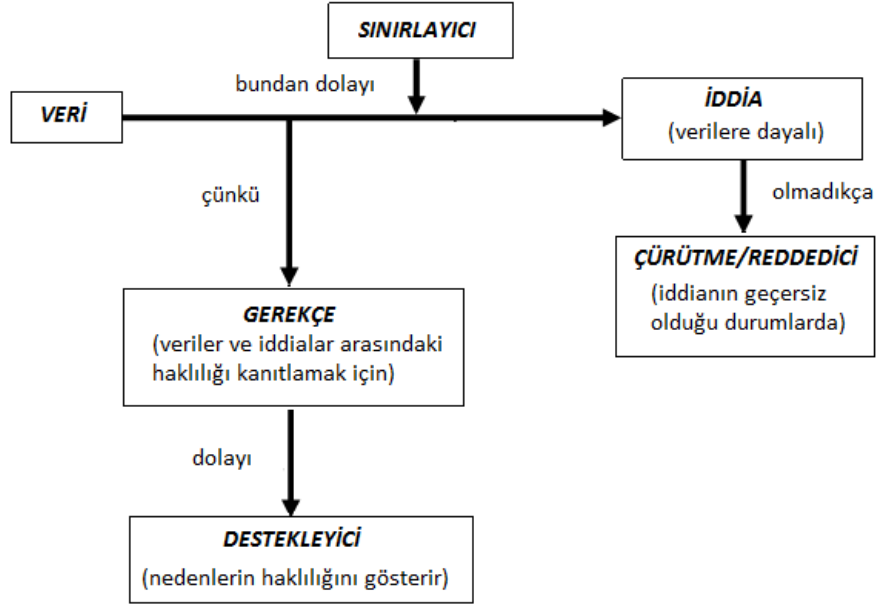 SINIRLAYICI
bundan dolayı
VERİ
İDDİA
(verilere dayalı)
çünkü
olmadıkça
ÇÜRÜTME/REDDEDİCİ
(iddianın geçersiz
olduğu durumlarda)
GEREKÇE
(veriler ve iddialar arasındaki
haklılığı kanıtlamak için)
dolayı
DESTEKLEYİCİ
(nedenlerin haklılığını gösterir)